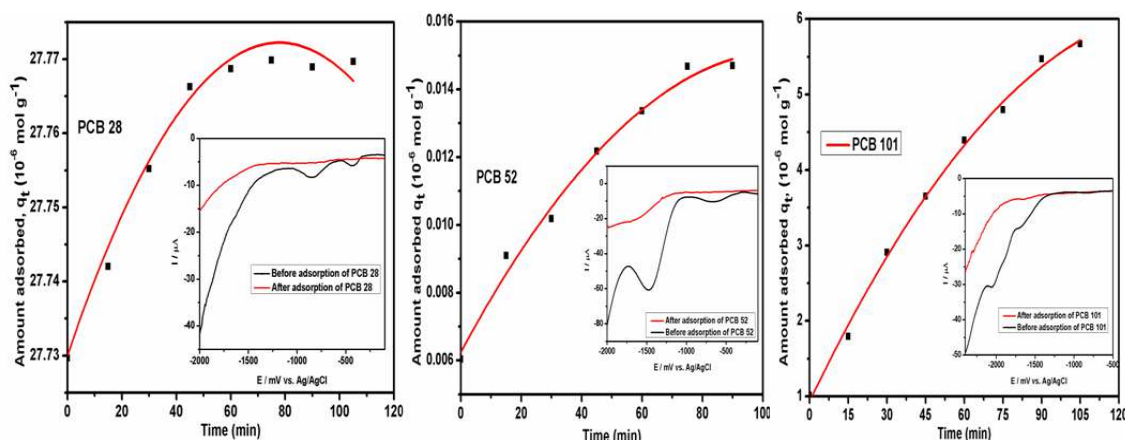 Amount adsorbed, q_t (10^-6 mol g^-1)
27.77
27.76
27.75
27.74
27.73
PCB 28
0
-10
-20
-30
-40
I / µA
Before adsorption of PCB 28
After adsorption of PCB 28
-2000 -1500 -1000 -500
E / mV vs. Ag/AgCl
0 20 40 60 80 100 120
Time (min)
Amount adsorbed q_t (10^-6 mol g^-1)
0.016
0.014
0.012
0.010
0.008
0.006
PCB 52
0
-20
-40
-60
-80
I / µA
After adsorption of PCB 52
Before adsorption of PCB 52
-2000 -1500 -1000 -500
E / mV vs. Ag/AgCl
0 20 40 60 80 100
Time (min)
Amount adsorbed q_t, (10^-6 mol g^-1)
6
5
4
3
2
1
PCB 101
0
-10
-20
-30
-40
-50
I / µA
After adsorption of PCB 101
Before adsorption of PCB 101
-2000 -1500 -1000 -500
E / mV vs. Ag/AgCl
0 15 30 45 60 75 90 105 120
Time (min)